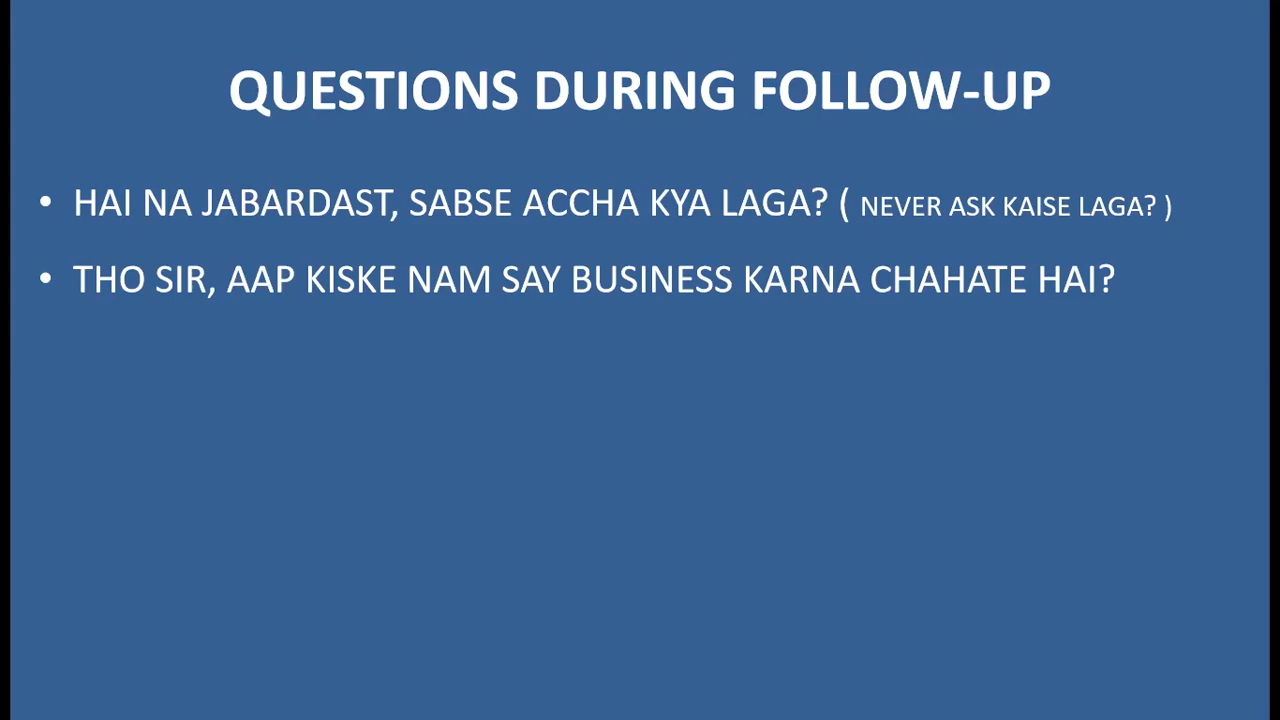 QUESTIONS DURING FOLLOW-UP
• HAI NA JABARDAST, SABSE ACCHA KYA LAGA? ( NEVER ASK KAISE LAGA? )
• THO SIR, AAP KISKE NAM SAY BUSINESS KARNA CHAHATE HAI?